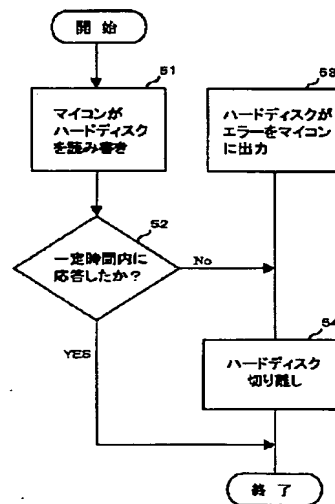 開始
51
マイコンが
ハードディスク
を読み書き
53
ハードディスクが
エラーをマイコン
に出力
52
一定時間内に
応答したか?
No
YES
54
ハードディスク
切り離し
終了